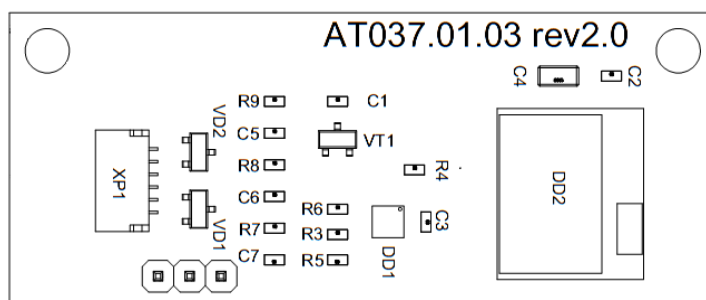 AT037.01.03 rev2.0
C4
C2
R9
VD2
C1
C5
VT1
XP1
R8
R4
DD2
C6
R6
C3
R7
VD1
R3
DD1
C7
R5